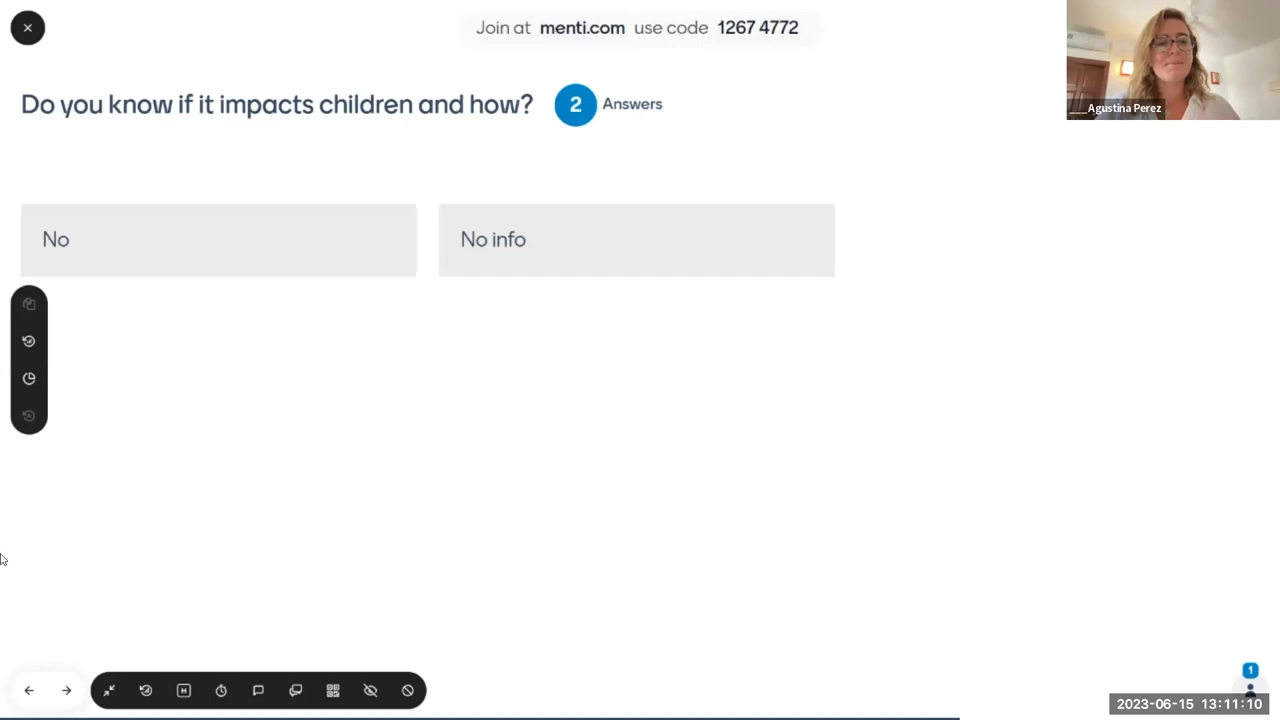 Join at menti.com use code 1267 4772
Do you know if it impacts children and how?
2 Answers
No
No info
___Agustina Perez
H
1
2023-06-15 13:11:10